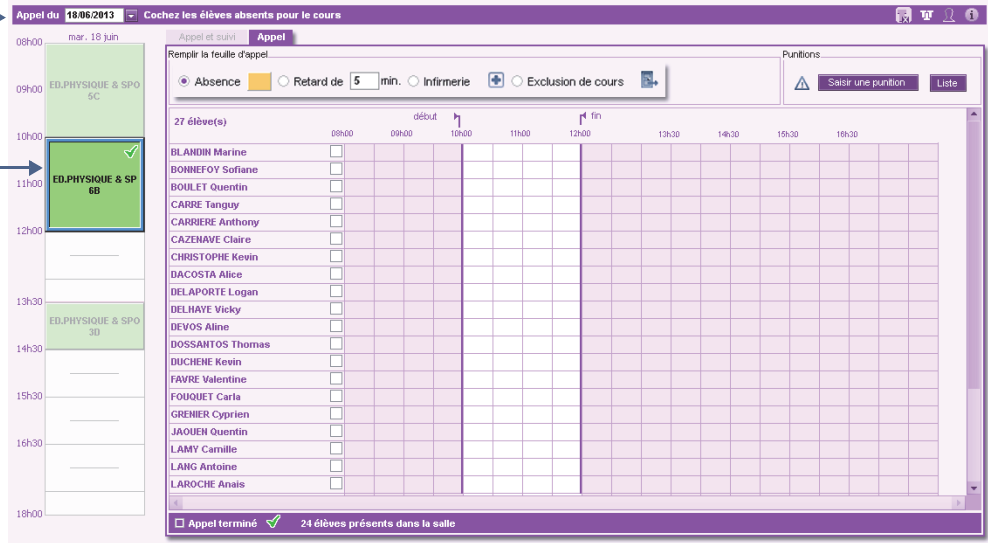 Appel du 18/06/2013 Cochez les élèves absents pour le cours
mar. 18 juin
08h00
ED.PHYSIQUE & SPO
6C
09h00
10h00
ED.PHYSIQUE & SP
6B
11h00
12h00
13h30
ED.PHYSIQUE & SPO
3D
14h30
15h30
16h30
18h00
Appel et suivi Appel
Remplir la feuille d'appel
Absence Retard de 5 min. Infirmerie Exclusion de cours
Punitions
Saisir une punition Liste
27 élève(s) début fin
08h00 09h00 10h00 11h00 12h00 13h30 14h30 15h30 16h30
BLANDIN Marine
BONNEFOY Sofiane
BOULET Quentin
CARRE Tanguy
CARRIERE Anthony
CAZENAVE Claire
CHRISTOPHE Kevin
DACOSTA Alice
DELAPORTE Logan
DELHAYE Vicky
DEVOS Aline
DOSSANTOS Thomas
DUCHENE Kevin
FAVRE Valentine
FOUQUET Carla
GRENIER Cyprien
JAOUEN Quentin
LAMY Camille
LANG Antoine
LAROCHE Anais
Appel terminé 24 élèves présents dans la salle